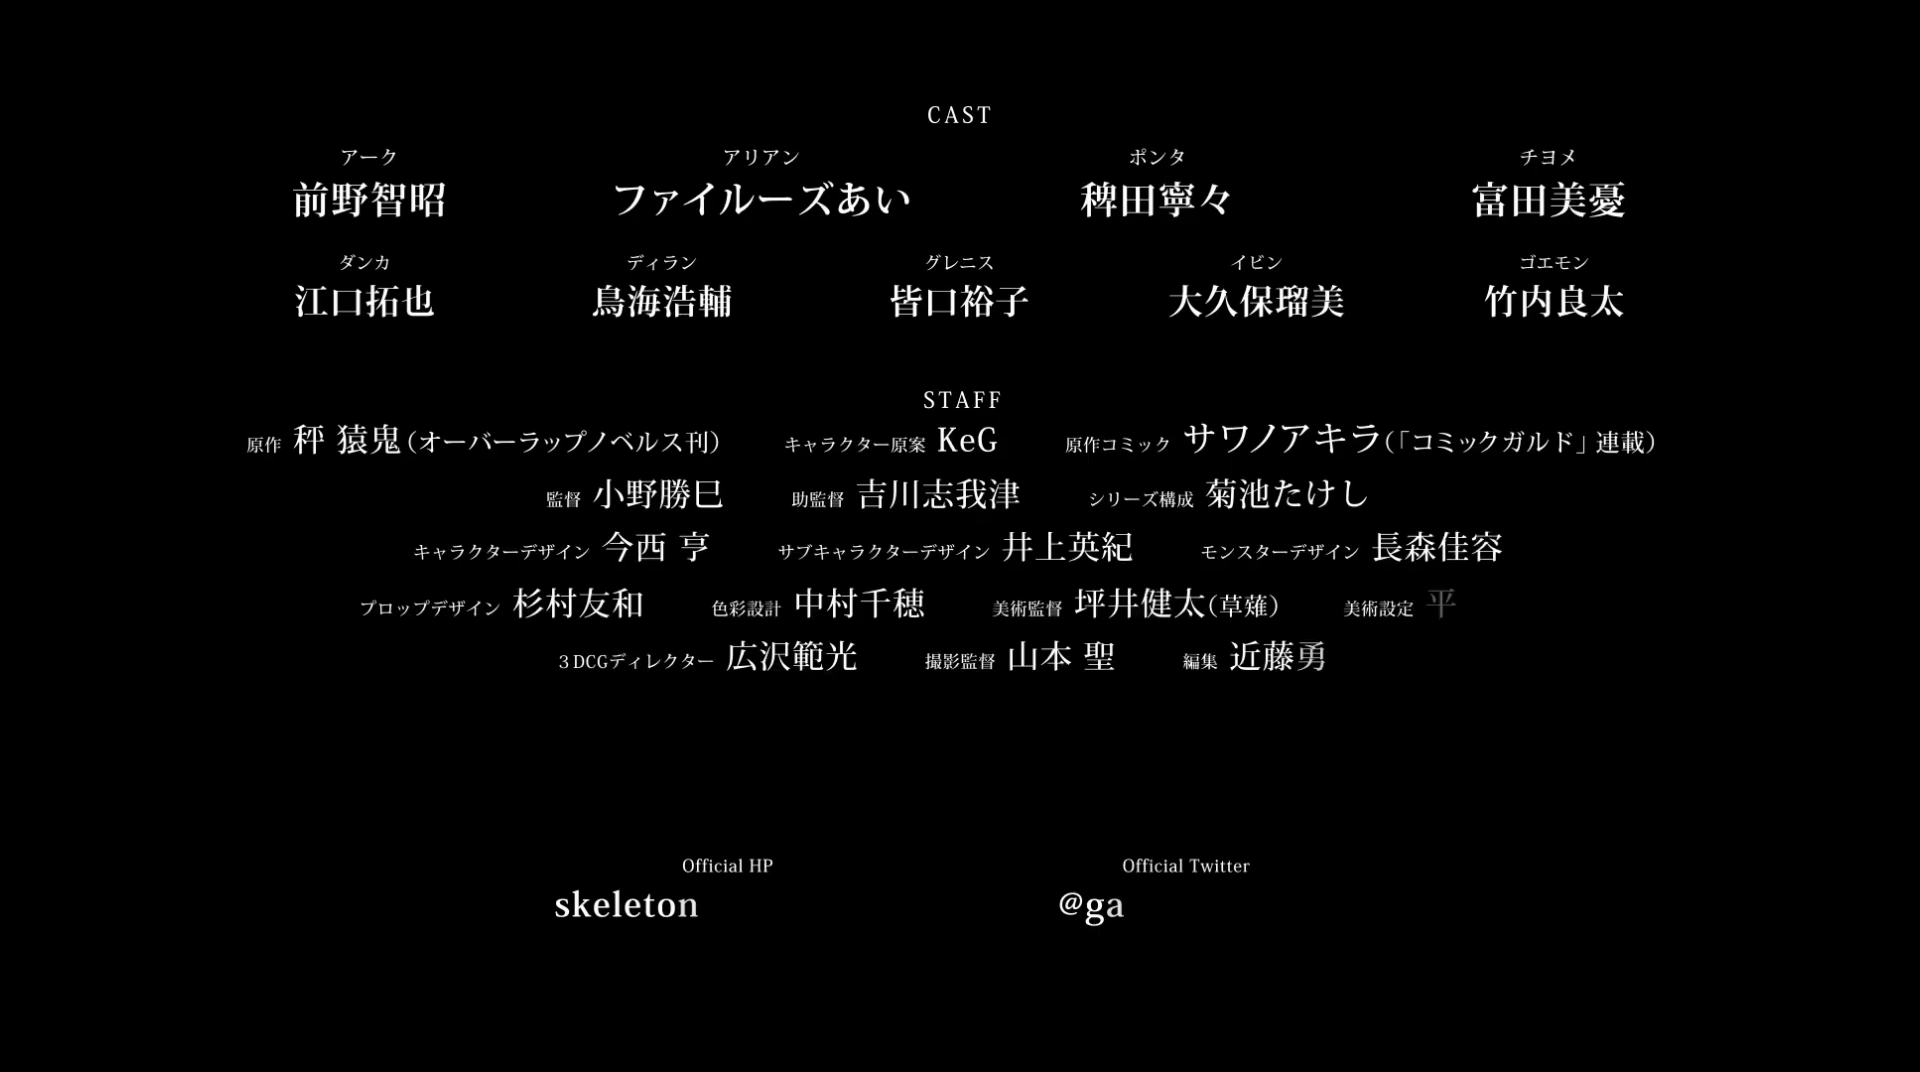 CAST
アーク アリアン ポンタ チヨメ
前野智昭 ファイルーズあい 稗田寧々 富田美憂
ダンカ ディラン グレニス イビン ゴエモン
江口拓也 鳥海浩輔 皆口裕子 大久保瑠美 竹内良太
STAFF
原作 秤 猿鬼(オーバーラップノベルス刊) キャラクター原案 KeG 原作コミック サワノアキラ(「コミックガルド」連載)
監督 小野勝巳 助監督 吉川志我津 シリーズ構成 菊池たけし
キャラクターデザイン 今西 亨 サブキャラクターデザイン 井上英紀 モンスターデザイン 長森佳容
プロップデザイン 杉村友和 色彩設計 中村千穂 美術監督 坪井健太(草薙) 美術設定 平
3DCGディレクター 広沢範光 撮影監督 山本 聖 編集 近藤勇
Official HP Official Twitter
skeleton @ga